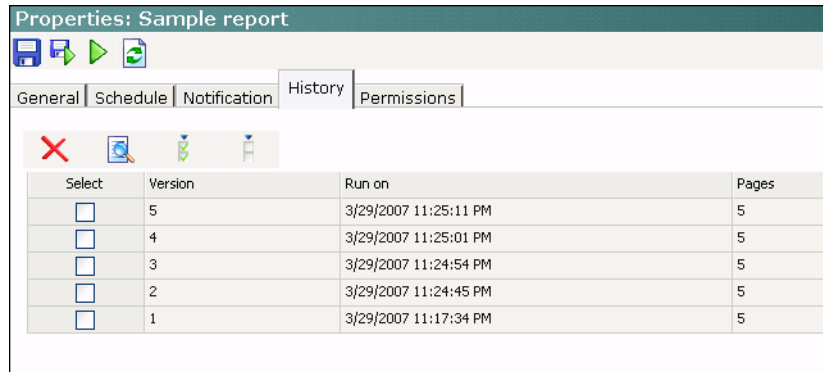 Properties: Sample report
General Schedule Notification History Permissions
Select Version Run on Pages
5 3/29/2007 11:25:11 PM 5
4 3/29/2007 11:25:01 PM 5
3 3/29/2007 11:24:54 PM 5
2 3/29/2007 11:24:45 PM 5
1 3/29/2007 11:17:34 PM 5